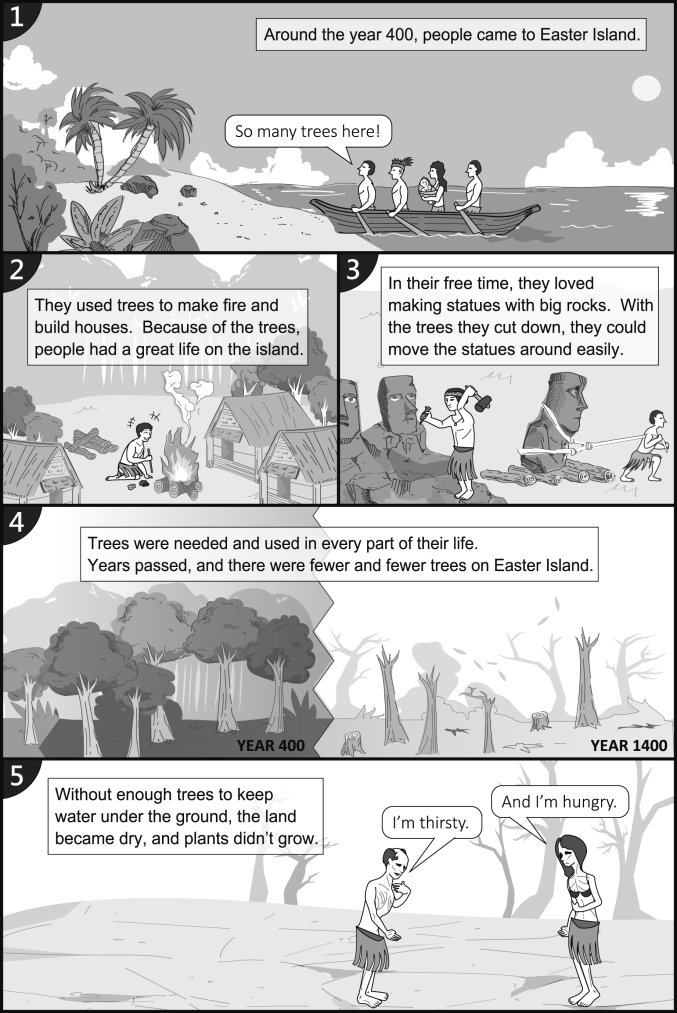 1
Around the year 400, people came to Easter Island.
So many trees here!
2
They used trees to make fire and
build houses.  Because of the trees,
people had a great life on the island.
3
In their free time, they loved
making statues with big rocks.  With
the trees they cut down, they could
move the statues around easily.
4
Trees were needed and used in every part of their life.
Years passed, and there were fewer and fewer trees on Easter Island.
YEAR 400
YEAR 1400
5
Without enough trees to keep
water under the ground, the land
became dry, and plants didn't grow.
I'm thirsty.
And I'm hungry.